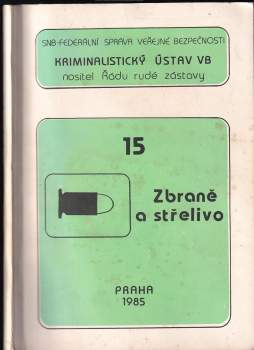 SNB-FEDERÁLNÍ SPRÁVA VEŘEJNÉ BEZPEČNOSTI
KRIMINALISTICKÝ ÚSTAV VB
nositel Řádu rudé zástavy
15
Zbraně
a střelivo
PRAHA
1985